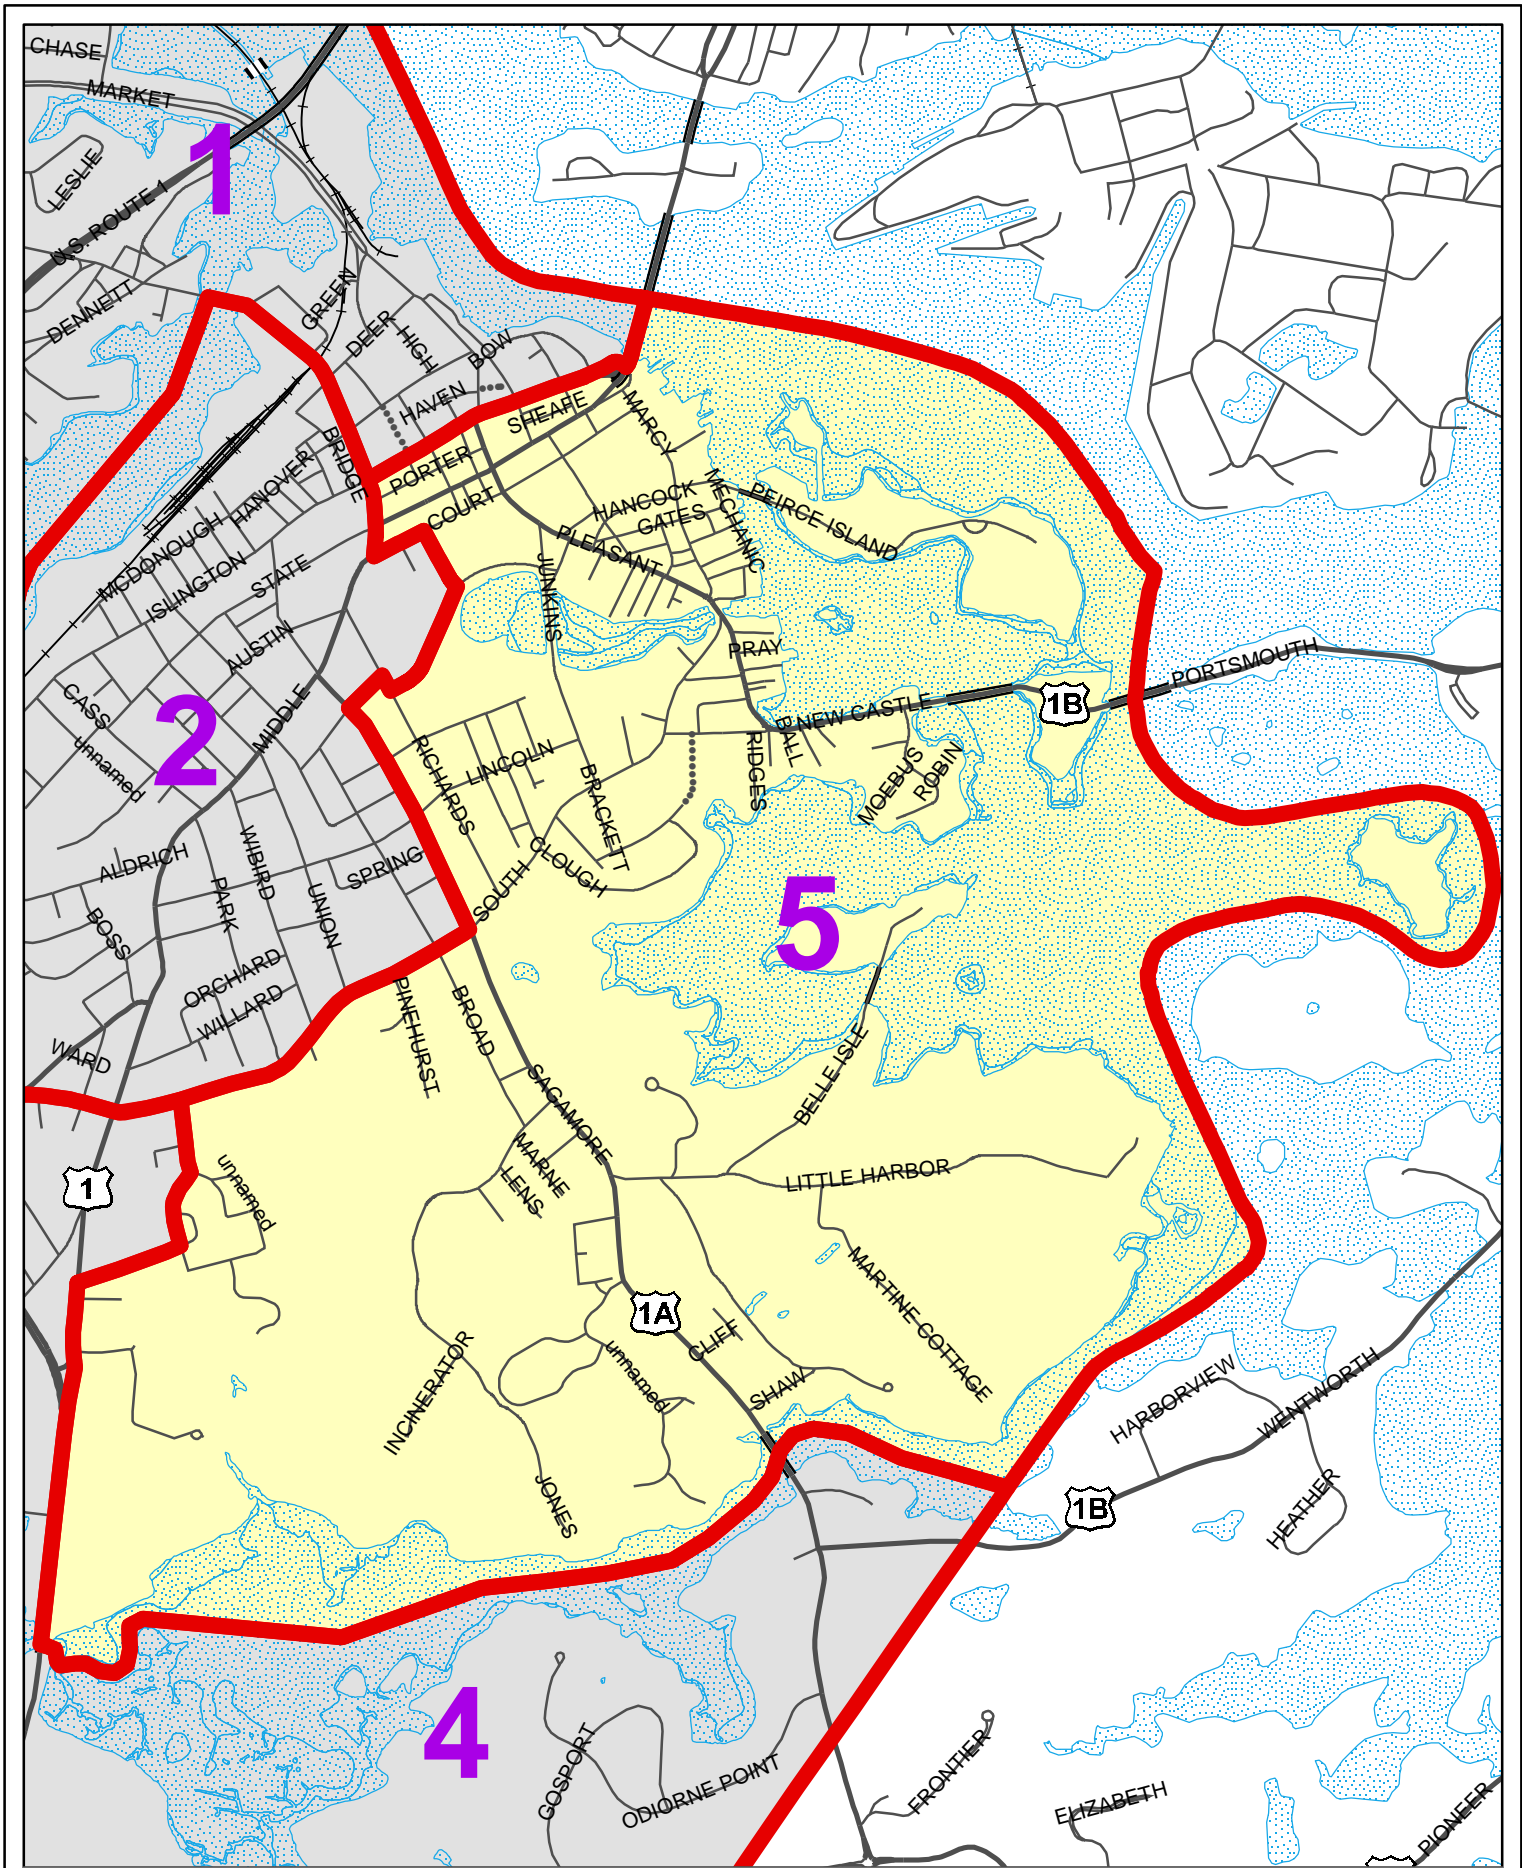 CHASE
MARKET
1
LESLIE
U.S. ROUTE 1
DENNETT
GREEN
DEER
HIGH
BOW
HAVEN
SHEAFE
MARCY
BRIDGE
PORTER
COURT
HANOVER
MCDONOUGH
ISLINGTON
STATE
HANCOCK
GATES
MECHANIC
PEIRCE ISLAND
PLEASANT
JUNKINS
AUSTIN
PRAY
PORTSMOUTH
1B
CASS
2
MIDDLE
unnamed
NEW CASTLE
BALL
RIDGES
MOEBUS
ROBIN
RICHARDS
LINCOLN
BRACKETT
ALDRICH
WIBIRD
SPRING
CLOUGH
SOUTH
PARK
UNION
BOSS
5
ORCHARD
WILLARD
PINEHURST
BROAD
WARD
SAGAMORE
BELLE ISLE
MARNE
LENS
LITTLE HARBOR
1
unnamed
MARTINE COTTAGE
1A
CLIFF
INCINERATOR
unnamed
SHAW
HARBORVIEW
WENTWORTH
JONES
1B
HEATHER
4
GOSPORT
ODIORNE POINT
FRONTIER
ELIZABETH
PIONEER